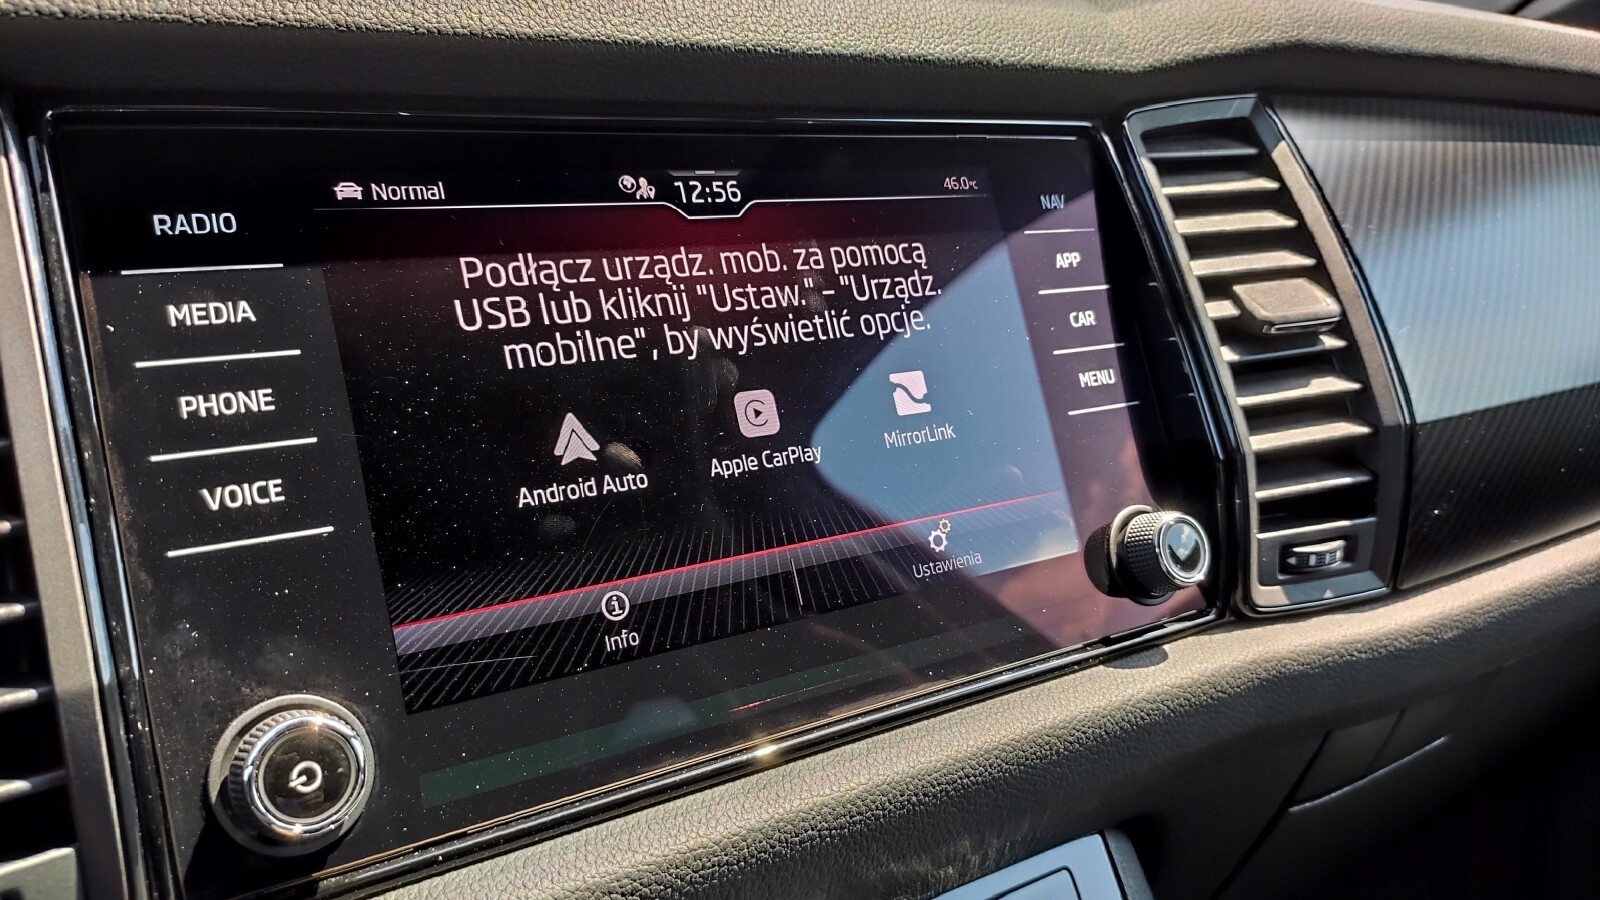 Normal
12:56
46.0°C
RADIO
MEDIA
PHONE
VOICE
Podłącz urządz. mob. za pomocą
USB lub kliknij "Ustaw." - "Urządz.
mobilne", by wyświetlić opcje.
Android Auto
Apple CarPlay
MirrorLink
Info
Ustawienia
NAV
APP
CAR
MENU